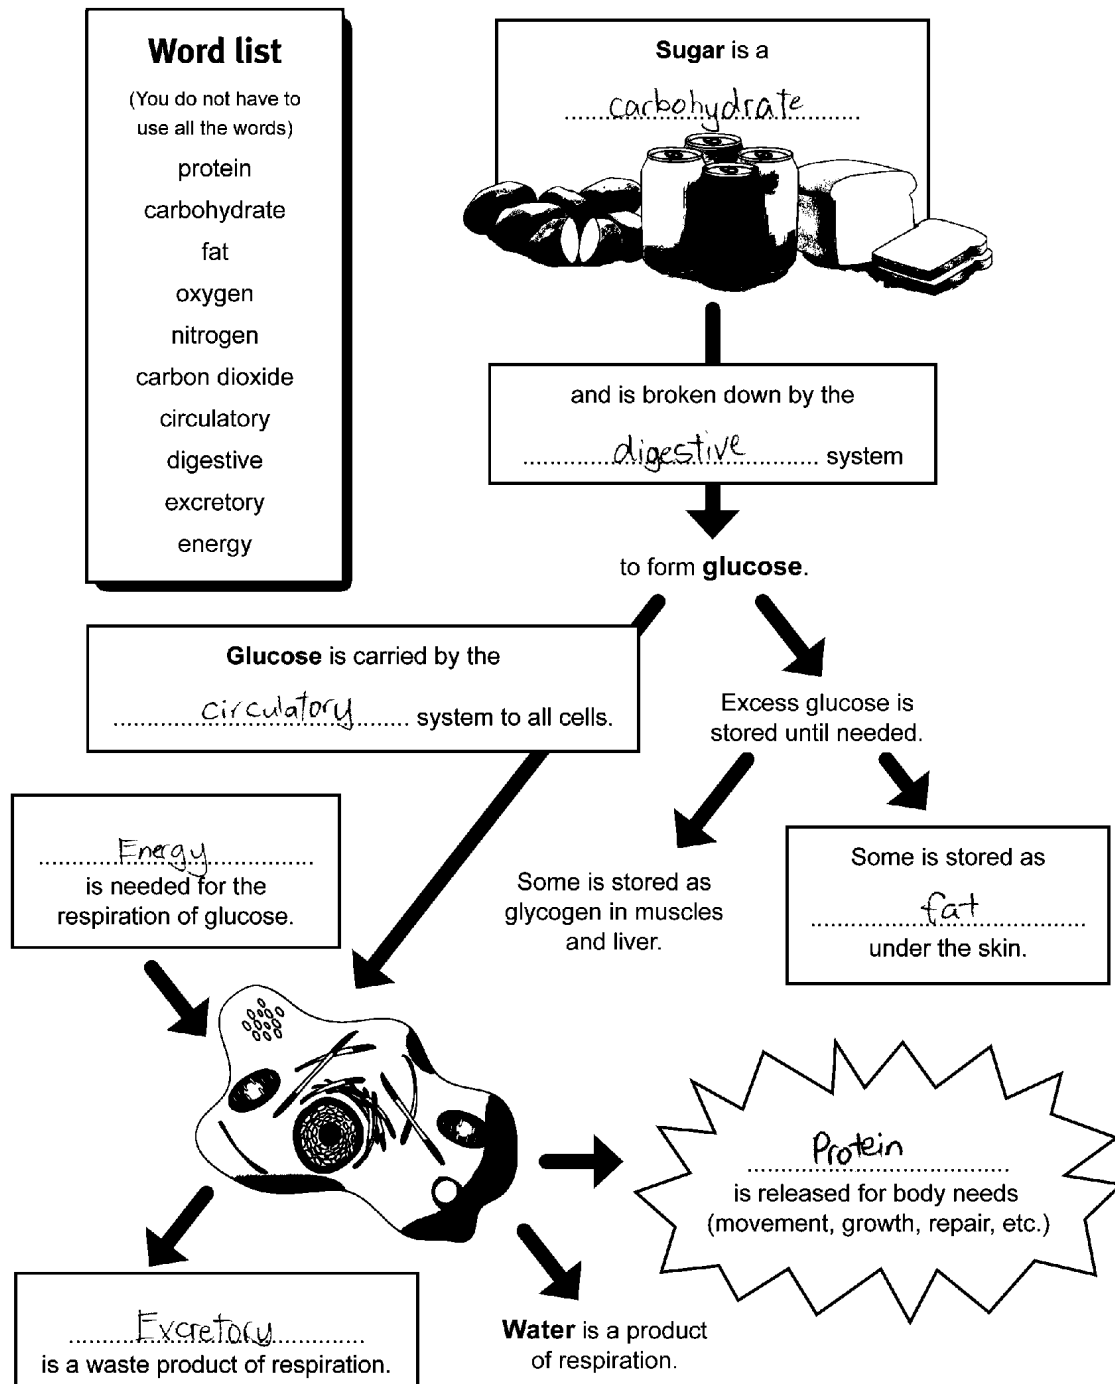 Word list
(You do not have to
use all the words)
protein
carbohydrate
fat
oxygen
nitrogen
carbon dioxide
circulatory
digestive
excretory
energy
Sugar is a
carbohydrate
and is broken down by the
digestive system
to form glucose.
Glucose is carried by the
circulatory system to all cells.
Excess glucose is
stored until needed.
Energy
is needed for the
respiration of glucose.
Some is stored as
glycogen in muscles
and liver.
Some is stored as
fat
under the skin.
Protein
is released for body needs
(movement, growth, repair, etc.)
Excretory
is a waste product of respiration.
Water is a product
of respiration.